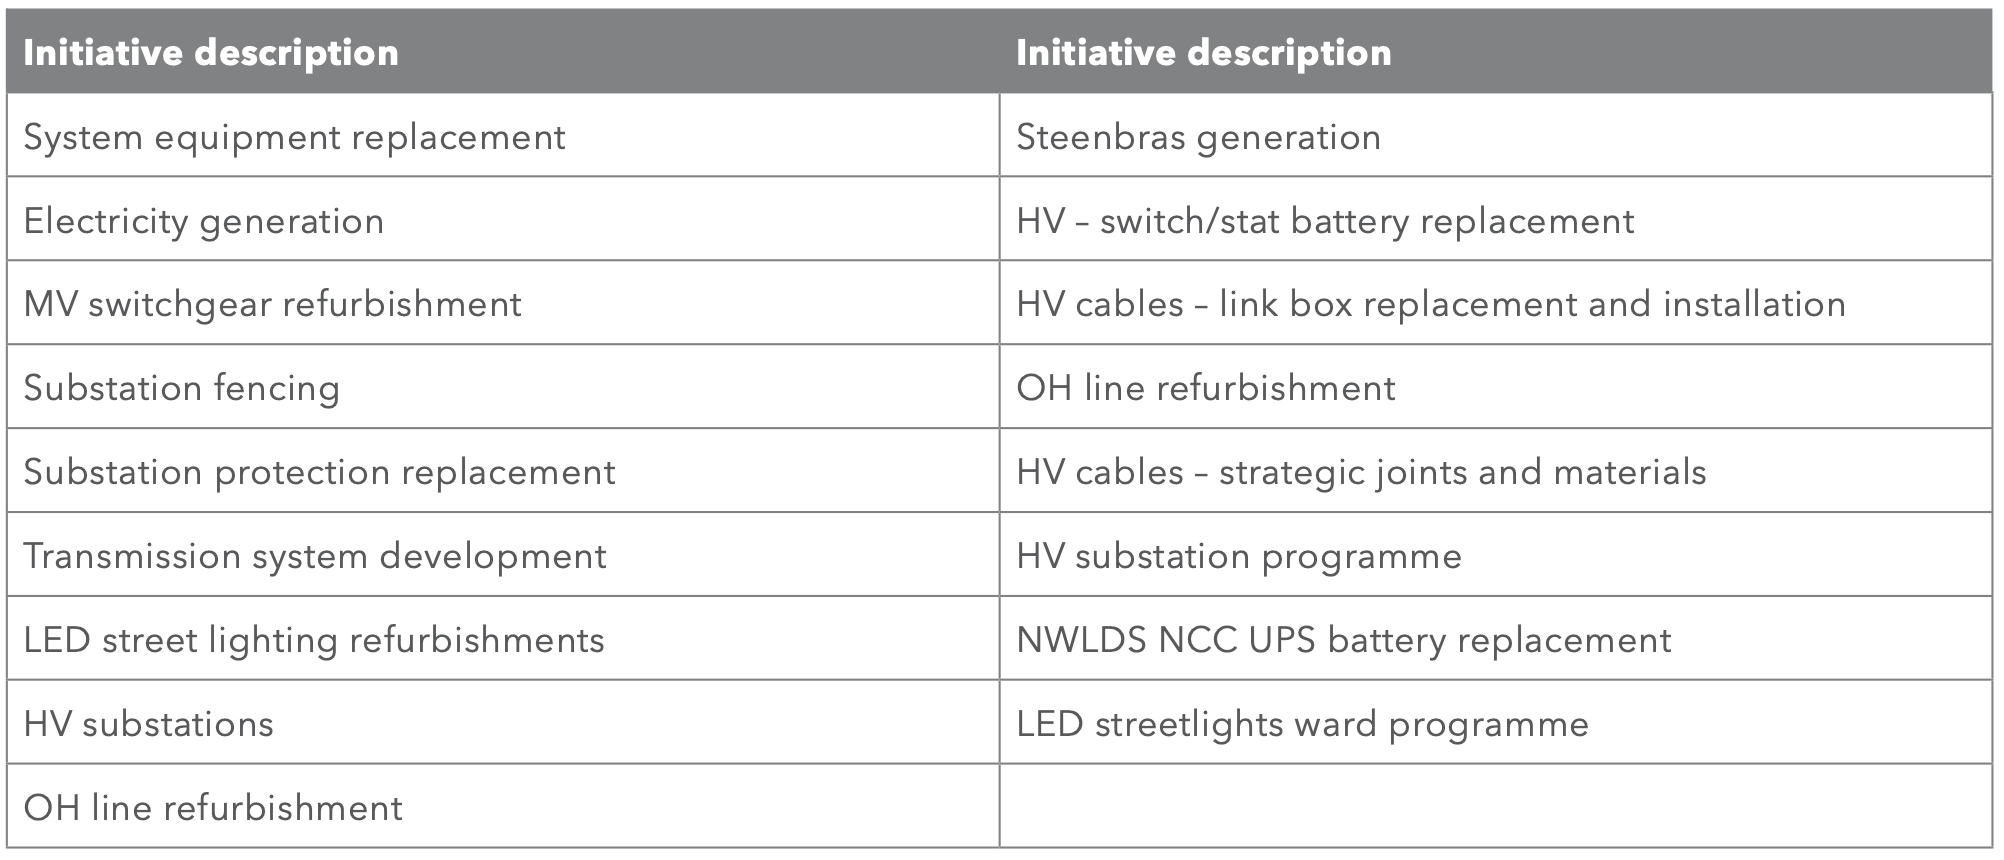 Initiative description
Initiative description
System equipment replacement
Steenbras generation
Electricity generation
HV – switch/stat battery replacement
MV switchgear refurbishment
HV cables – link box replacement and installation
Substation fencing
OH line refurbishment
Substation protection replacement
HV cables – strategic joints and materials
Transmission system development
HV substation programme
LED street lighting refurbishments
NWLDS NCC UPS battery replacement
HV substations
LED streetlights ward programme
OH line refurbishment